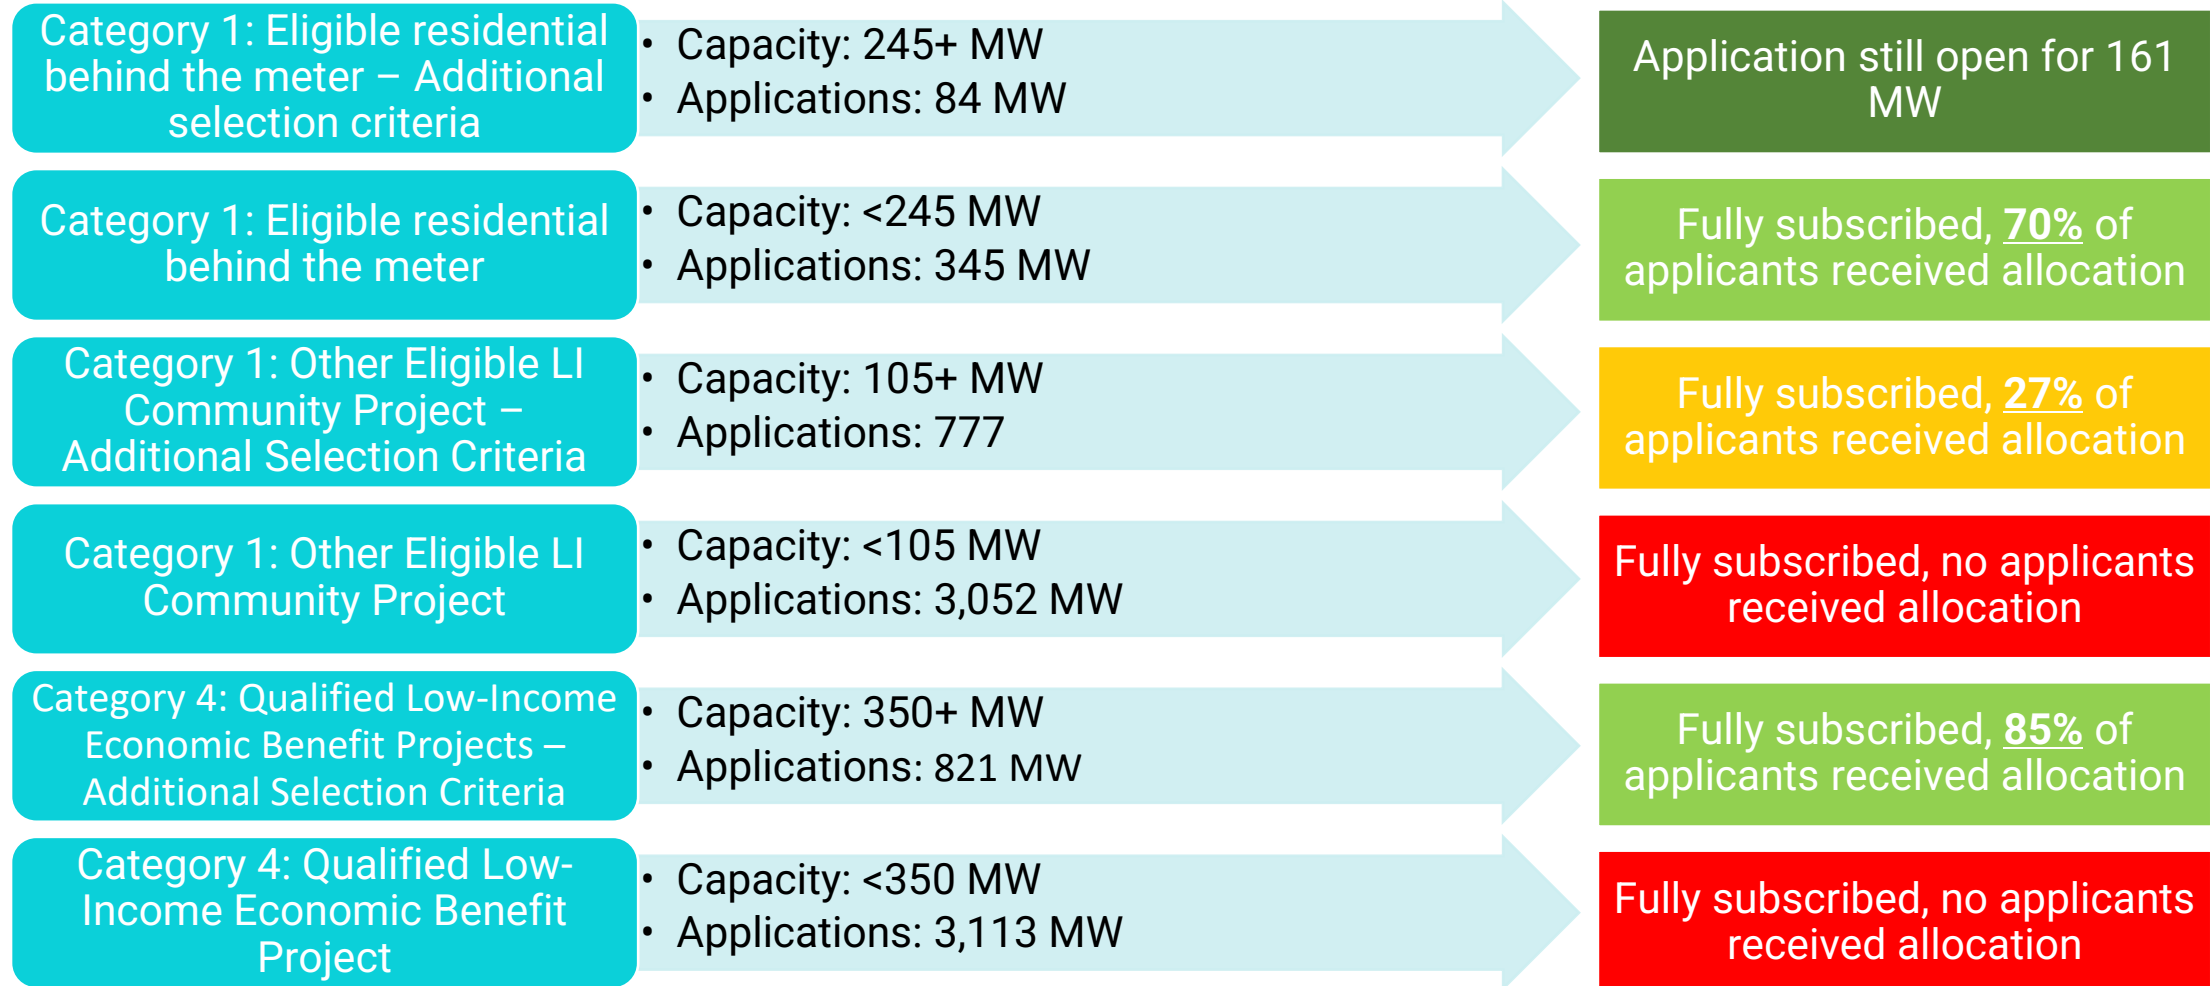 Category 1: Eligible residential
behind the meter – Additional
selection criteria
• Capacity: 245+ MW
• Applications: 84 MW
Application still open for 161
MW
Category 1: Eligible residential
behind the meter
• Capacity: <245 MW
• Applications: 345 MW
Fully subscribed, 70% of
applicants received allocation
Category 1: Other Eligible LI
Community Project –
Additional Selection Criteria
• Capacity: 105+ MW
• Applications: 777
Fully subscribed, 27% of
applicants received allocation
Category 1: Other Eligible LI
Community Project
• Capacity: <105 MW
• Applications: 3,052 MW
Fully subscribed, no applicants
received allocation
Category 4: Qualified Low-Income
Economic Benefit Projects –
Additional Selection Criteria
• Capacity: 350+ MW
• Applications: 821 MW
Fully subscribed, 85% of
applicants received allocation
Category 4: Qualified Low-
Income Economic Benefit
Project
• Capacity: <350 MW
• Applications: 3,113 MW
Fully subscribed, no applicants
received allocation